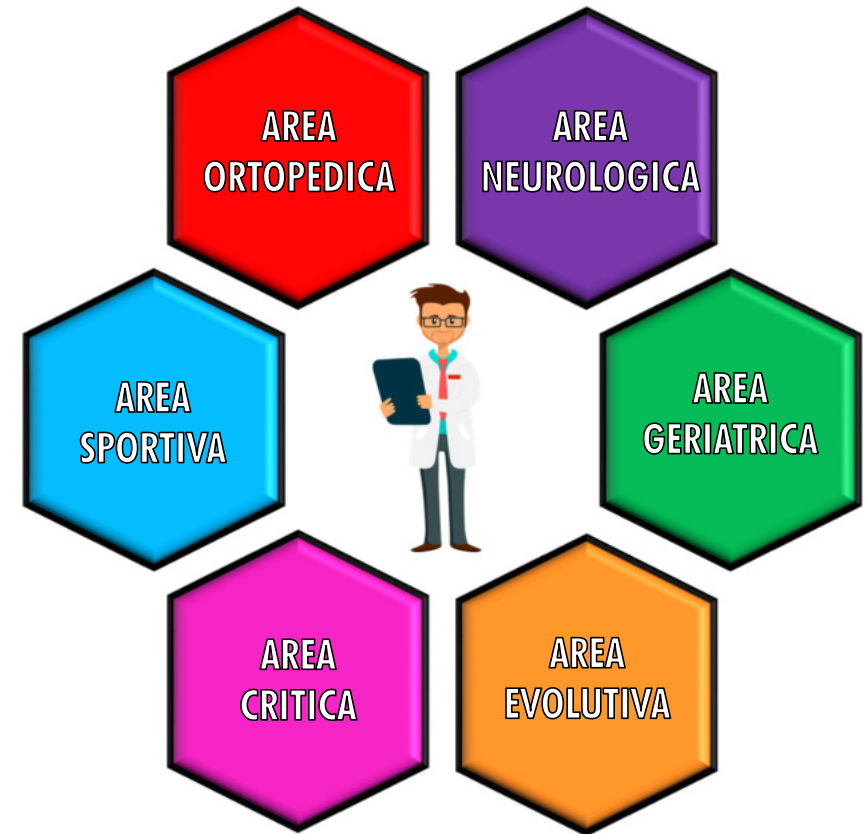 AREA
ORTOPEDICA
AREA
NEUROLOGICA
AREA
SPORTIVA
AREA
GERIATRICA
AREA
CRITICA
AREA
EVOLUTIVA